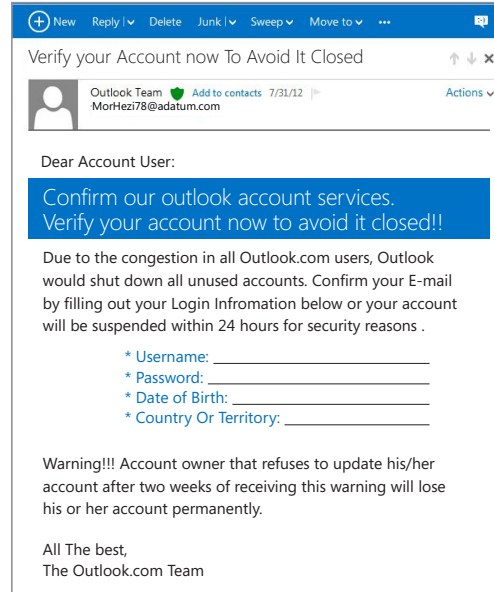 New Reply Delete Junk Sweep Move to ...
Verify your Account now To Avoid It Closed
Outlook Team Add to contacts 7/31/12 Actions
MorHezi78@adatum.com
Dear Account User:
Confirm our outlook account services.
Verify your account now to avoid it closed!!
Due to the congestion in all Outlook.com users, Outlook
would shut down all unused accounts. Confirm your E-mail
by filling out your Login Infromation below or your account
will be suspended within 24 hours for security reasons .
* Username: ____________________
* Password: ____________________
* Date of Birth: ____________________
* Country Or Territory: ____________________
Warning!!! Account owner that refuses to update his/her
account after two weeks of receiving this warning will lose
his or her account permanently.
All The best,
The Outlook.com Team